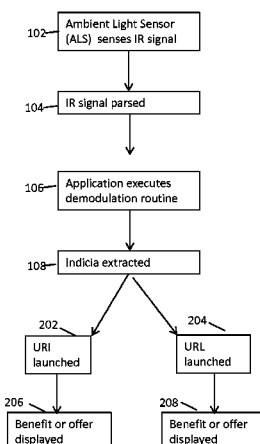 102
Ambient Light Sensor
(ALS) senses IR signal
104
IR signal parsed
106
Application executes
demodulation routine
108
Indicia extracted
202
URI
launched
204
URL
launched
206
Benefit or offer
displayed
208
Benefit or offer
displayed